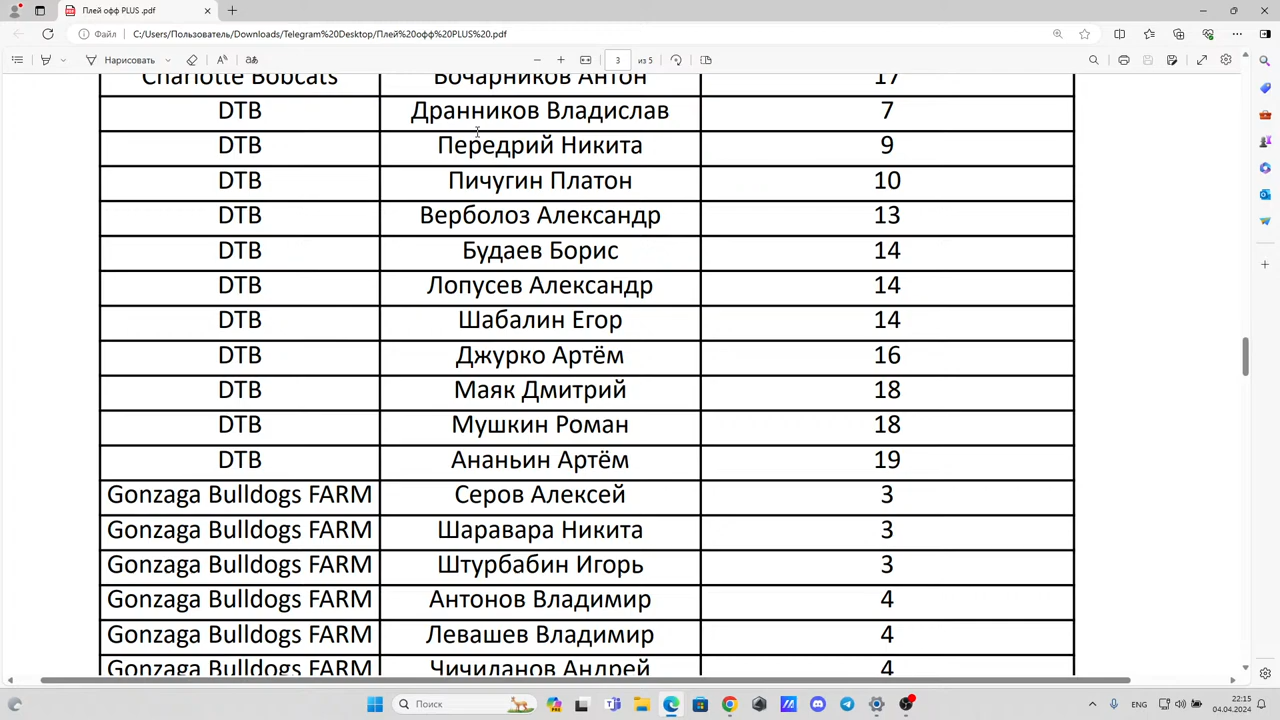 Плей офф PLUS .pdf
Файл
C:/Users/Пользователь/Downloads/Telegram%20Desktop/Плей%20офф%20PLUS%20.pdf
Нарисовать
3 из 5
Charlotte Bobcats Бочарников Антон 17
DTB Дранников Владислав 7
DTB Передрий Никита 9
DTB Пичугин Платон 10
DTB Верболоз Александр 13
DTB Будаев Борис 14
DTB Лопусев Александр 14
DTB Шабалин Егор 14
DTB Джурко Артём 16
DTB Маяк Дмитрий 18
DTB Мушкин Роман 18
DTB Ананьин Артём 19
Gonzaga Bulldogs FARM Серов Алексей 3
Gonzaga Bulldogs FARM Шаравара Никита 3
Gonzaga Bulldogs FARM Штурбабин Игорь 3
Gonzaga Bulldogs FARM Антонов Владимир 4
Gonzaga Bulldogs FARM Левашев Владимир 4
Gonzaga Bulldogs FARM Чичиланов Андрей 4
Поиск
ENG
22:15
04.04.2024